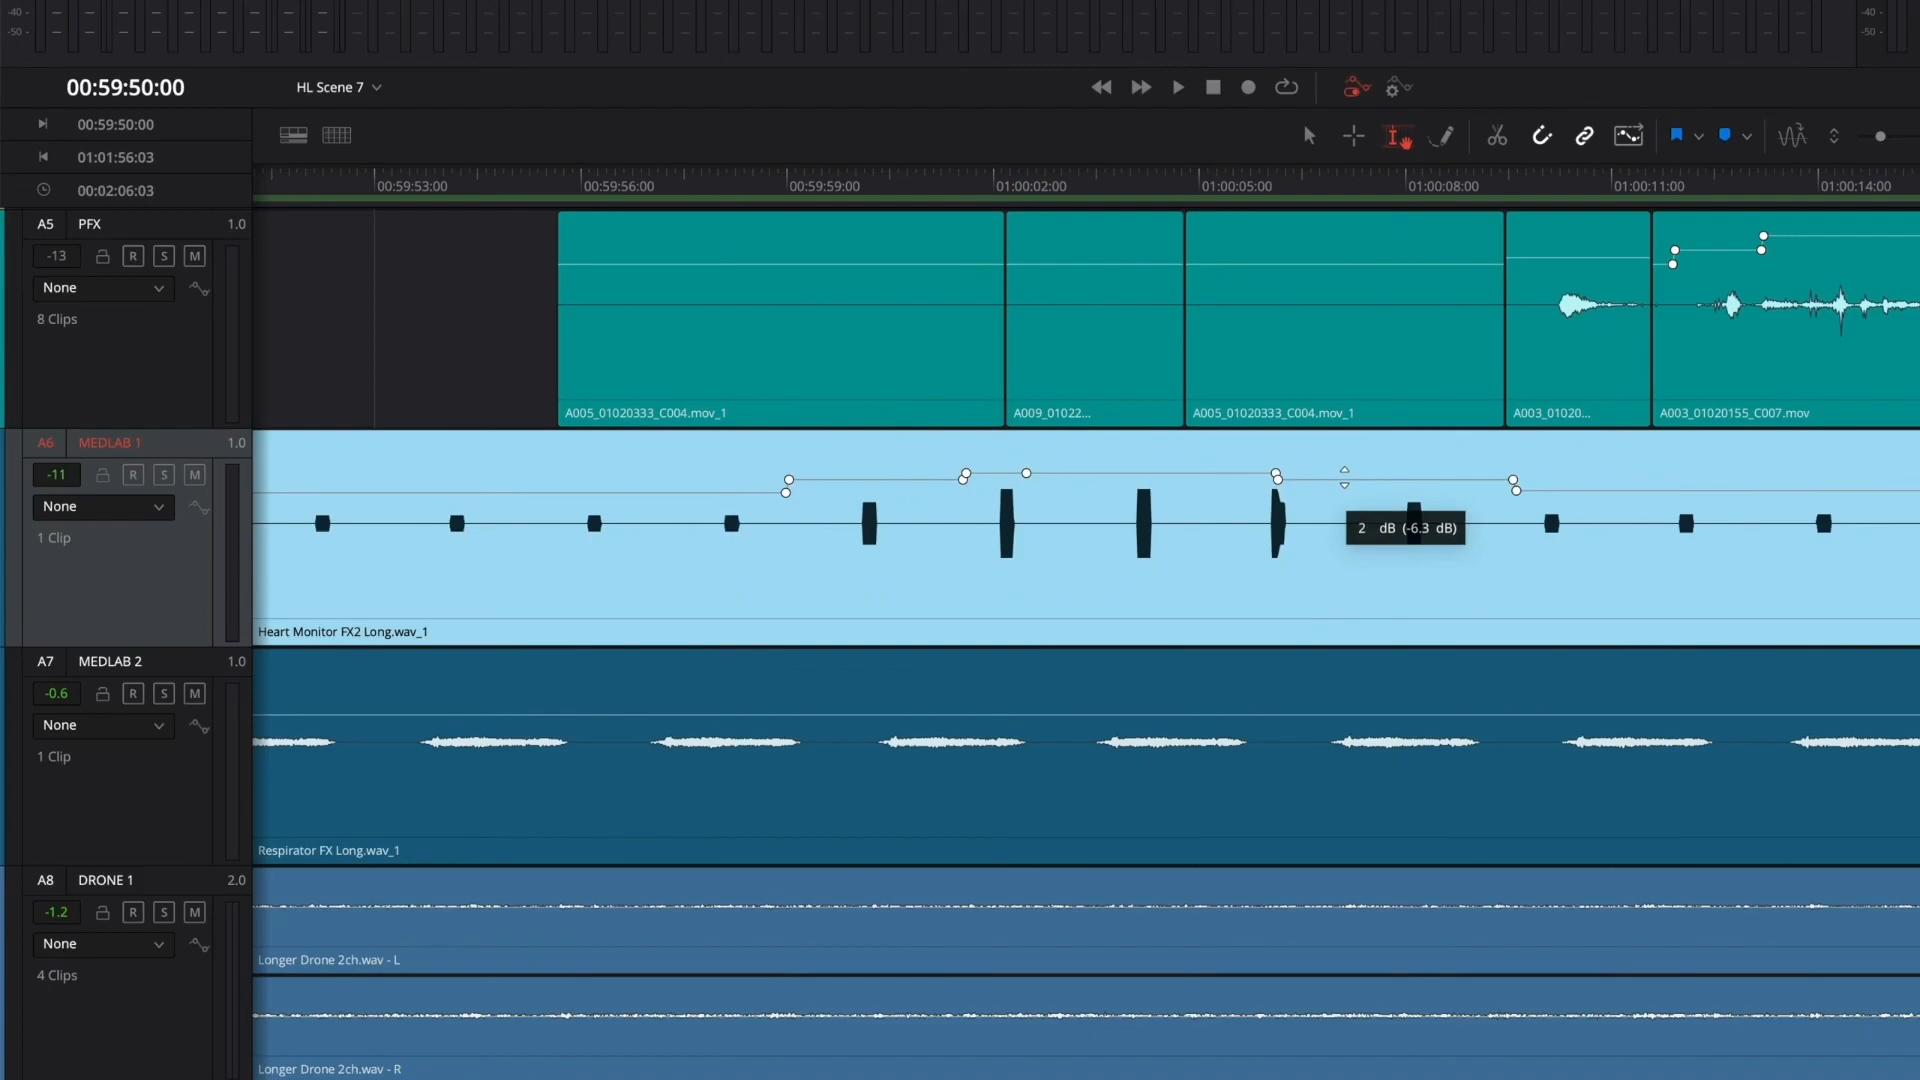 -40
-40
-50
-50
00:59:50:00
HL Scene 7
00:59:50:00
01:01:56:03
00:02:06:03
00:59:53:00 00:59:56:00 00:59:59:00 01:00:02:00 01:00:05:00 01:00:08:00 01:00:11:00 01:00:14:00
A5 PFX 1.0
-13 R S M
None
8 Clips
A005_01020333_C004.mov_1 A009_01022... A005_01020333_C004.mov_1 A003_01020... A003_01020155_C007.mov
A6 MEDLAB 1 1.0
-11 R S M
None
1 Clip
2 dB (-6.3 dB)
Heart Monitor FX2 Long.wav_1
A7 MEDLAB 2 1.0
-0.6 R S M
None
1 Clip
Respirator FX Long.wav_1
A8 DRONE 1 2.0
-1.2 R S M
None
4 Clips
Longer Drone 2ch.wav - L
Longer Drone 2ch.wav - R